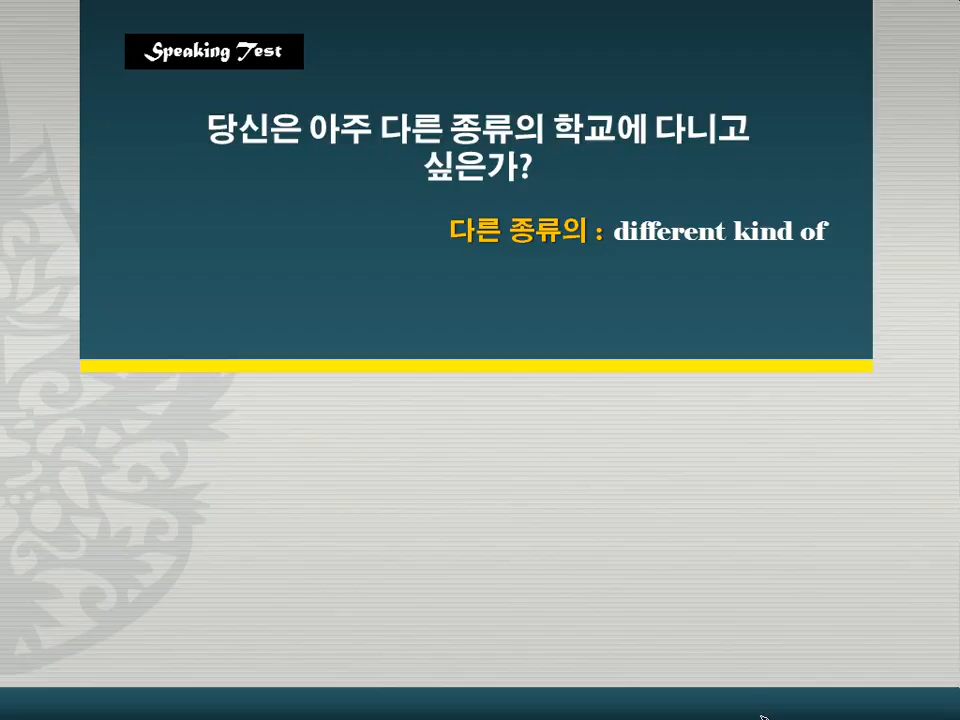 Speaking Test
당신은 아주 다른 종류의 학교에 다니고
싶은가?
다른 종류의 : different kind of